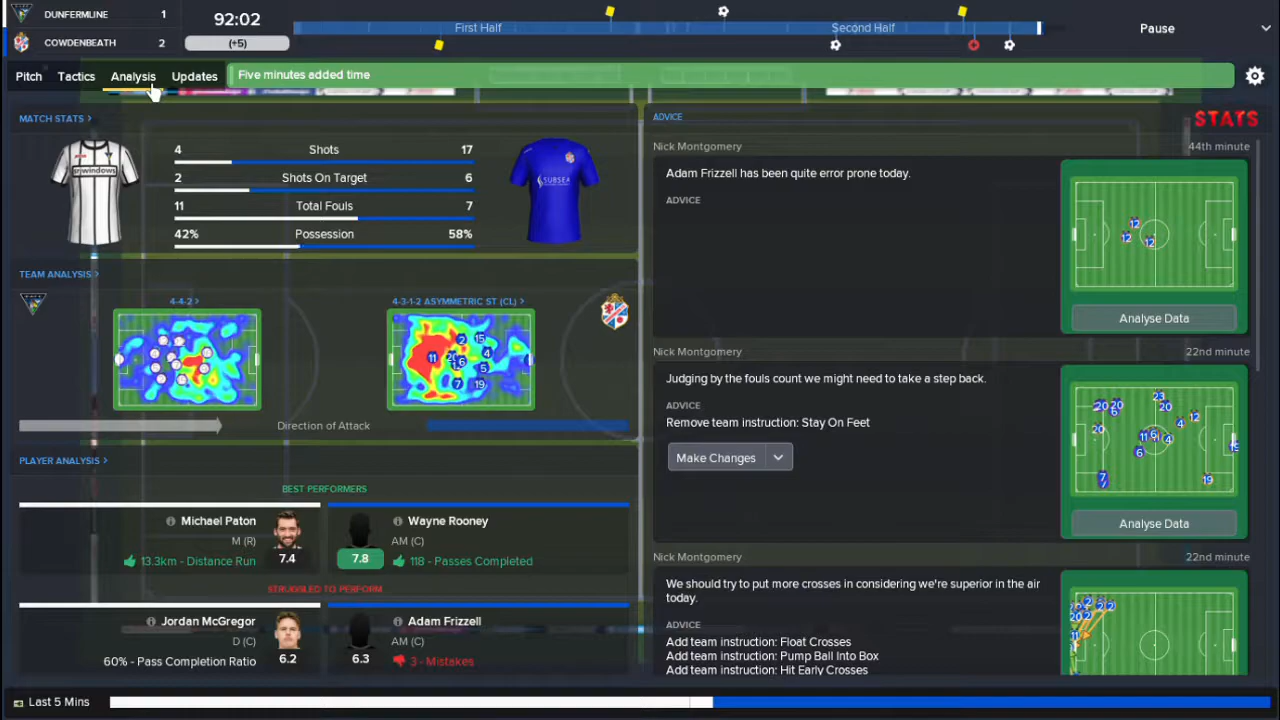 DUNFERMLINE 1
COWDENBEATH 2
92:02
(+5)
First Half
Second Half
Pause
Pitch Tactics Analysis Updates
Five minutes added time
MATCH STATS >
srjwindows
SUBSEA
4 Shots 17
2 Shots On Target 6
11 Total Fouls 7
42% Possession 58%
TEAM ANALYSIS >
4-4-2 >
4-3-1-2 ASYMMETRIC ST (CL) >
Direction of Attack
PLAYER ANALYSIS >
BEST PERFORMERS
Michael Paton
M (R)
13.3km - Distance Run
7.4
Wayne Rooney
AM (C)
118 - Passes Completed
7.8
STRUGGLED TO PERFORM
Jordan McGregor
D (C)
60% - Pass Completion Ratio
6.2
Adam Frizzell
AM (C)
3 - Mistakes
6.3
ADVICE
STATS
Nick Montgomery 44th minute
Adam Frizzell has been quite error prone today.
ADVICE
Analyse Data
Nick Montgomery 22nd minute
Judging by the fouls count we might need to take a step back.
ADVICE
Remove team instruction: Stay On Feet
Make Changes
Analyse Data
Nick Montgomery 22nd minute
We should try to put more crosses in considering we're superior in the air
today.
ADVICE
Add team instruction: Float Crosses
Add team instruction: Pump Ball Into Box
Add team instruction: Hit Early Crosses
Last 5 Mins